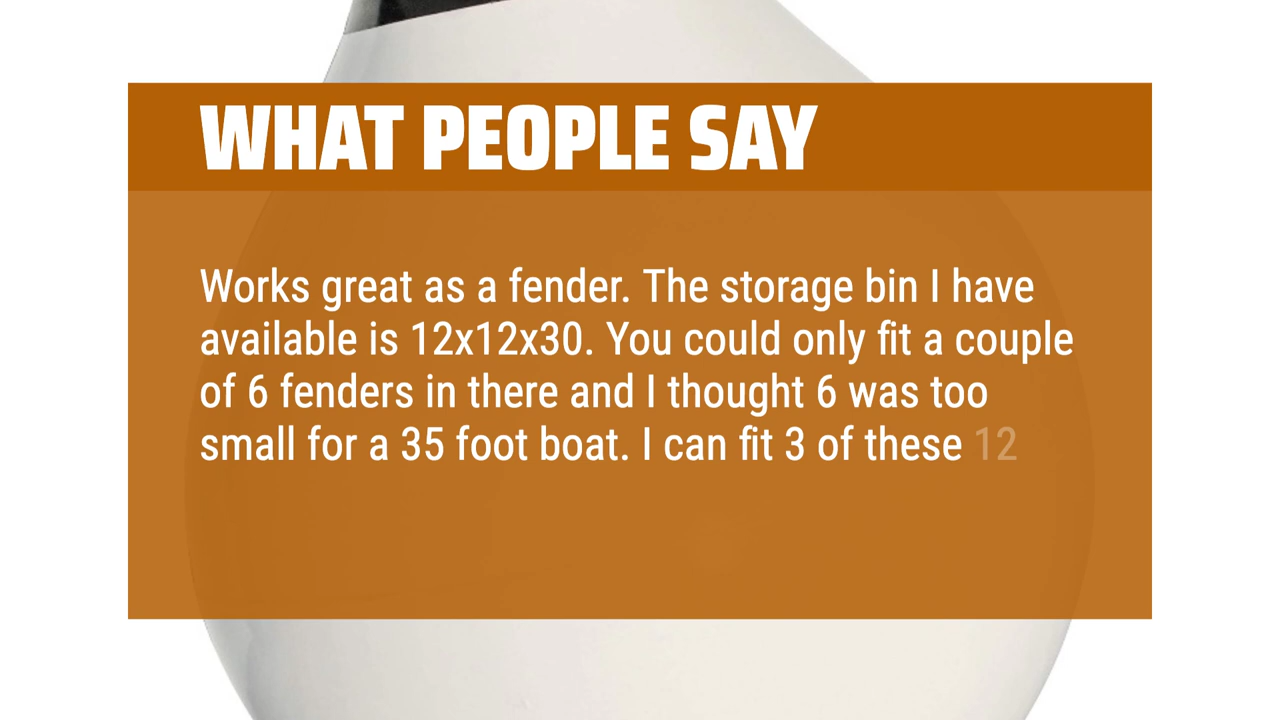 WHAT PEOPLE SAY
Works great as a fender. The storage bin I have
available is 12x12x30. You could only fit a couple
of 6 fenders in there and I thought 6 was too
small for a 35 foot boat. I can fit 3 of these 12